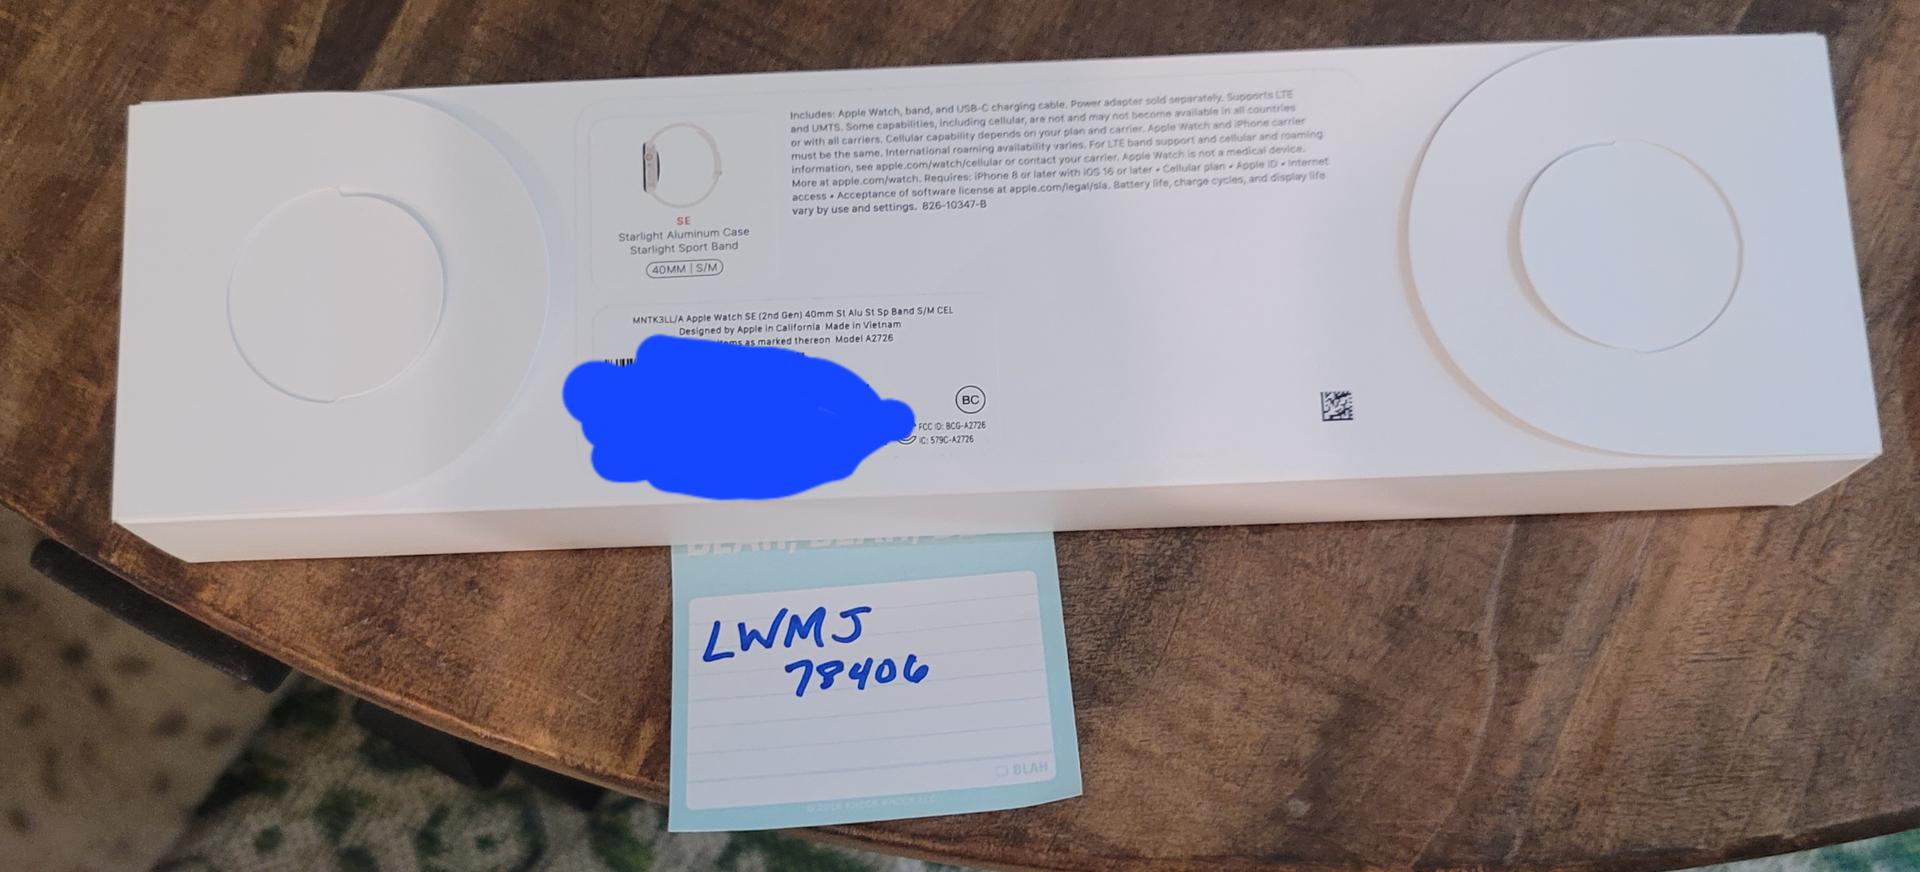 Includes: Apple Watch, band, and USB-C charging cable. Power adapter sold separately. Supports LTE
and UMTS. Some capabilities, including cellular, are not and may not become available in all countries
or with all carriers. Cellular capability depends on your plan and carrier. Apple Watch and iPhone carrier
must be the same. International roaming availability varies. For LTE band support and cellular and roaming
information, see apple.com/watch/cellular or contact your carrier. Apple Watch is not a medical device.
More at apple.com/watch. Requires: iPhone 8 or later with iOS 16 or later • Cellular plan • Apple ID • Internet
access • Acceptance of software license at apple.com/legal/sla. Battery life, charge cycles, and display life
vary by use and settings. 826-10347-B
SE
Starlight Aluminum Case
Starlight Sport Band
40MM | S/M
MNTK3LL/A Apple Watch SE (2nd Gen) 40mm St Alu St Sp Band S/M CEL
Designed by Apple in California Made in Vietnam
as marked thereon Model A2726
BC
FCC ID: BCG-A2726
IC: 579C-A2726
LWMJ
78406
BLAH